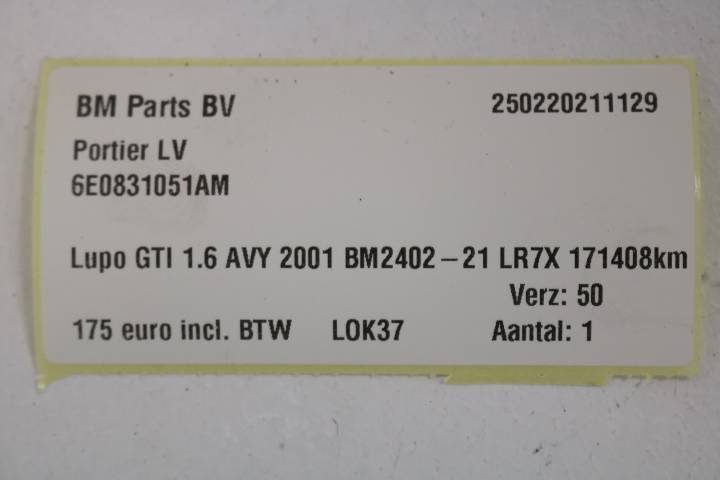 BM Parts BV 250220211129
Portier LV
6E0831051AM
Lupo GTI 1.6 AVY 2001 BM2402-21 LR7X 171408km
Verz: 50
175 euro incl. BTW LOK37 Aantal: 1